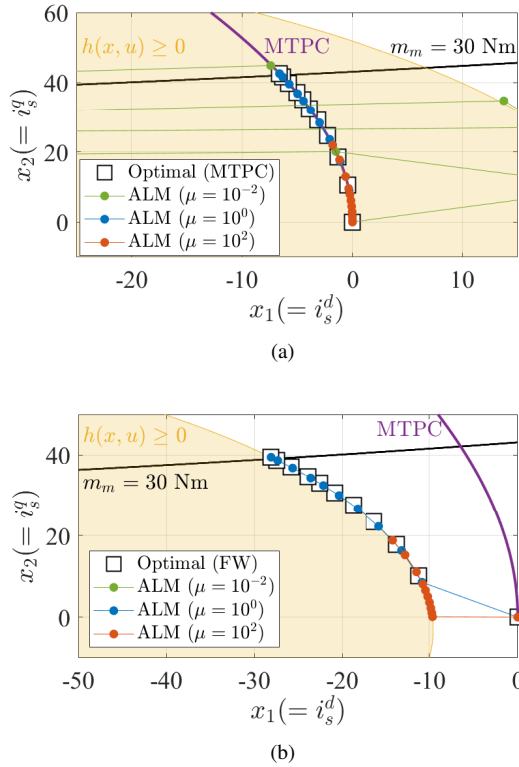 60
h(x, u) ≥ 0
MTPC
m_m = 30 Nm
40
x_2(= i_s^q)
20
Optimal (MTPC)
ALM (μ = 10^{-2})
ALM (μ = 10^0)
ALM (μ = 10^2)
0
-20
-10
0
10
x_1(= i_s^d)
(a)
MTPC
h(x, u) ≥ 0
40
m_m = 30 Nm
x_2(= i_s^q)
20
Optimal (FW)
ALM (μ = 10^{-2})
ALM (μ = 10^0)
ALM (μ = 10^2)
0
-50
-40
-30
-20
-10
0
x_1(= i_s^d)
(b)